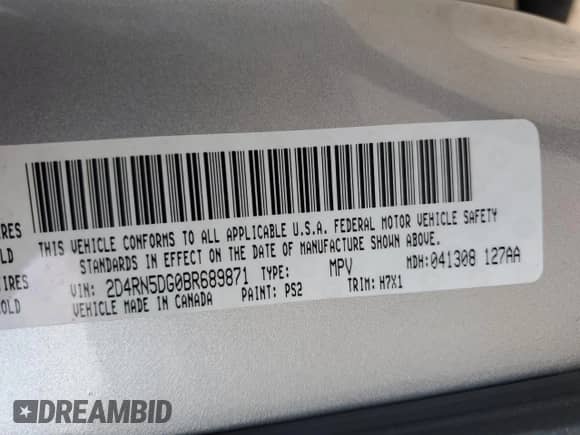 THIS VEHICLE CONFORMS TO ALL APPLICABLE U.S.A. FEDERAL MOTOR VEHICLE SAFETY
STANDARDS IN EFFECT ON THE DATE OF MANUFACTURE SHOWN ABOVE.
VIN: 2D4RN5DG0BR689871 TYPE: MPV MDH:041308 127AA
VEHICLE MADE IN CANADA PAINT: PS2 TRIM: H7X1
IRES
OLD
IRES
HOLD
DREAMBID